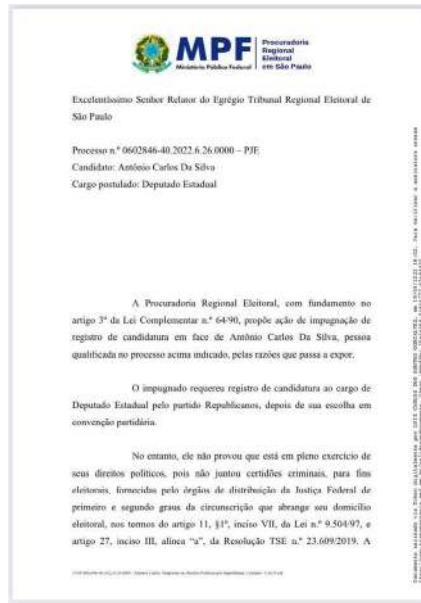 MPF
Ministério Público Federal
Procuradoria
Regional
Eleitoral
em São Paulo
Excelentíssimo Senhor Relator do Egrégio Tribunal Regional Eleitoral de
São Paulo
Processo n.º 0602846-40.2022.6.26.0000 – PJE
Candidato: Antônio Carlos Da Silva
Cargo postulado: Deputado Estadual
A Procuradoria Regional Eleitoral, com fundamento no
artigo 3º da Lei Complementar n.º 64/90, propõe ação de impugnação de
registro de candidatura em face de Antônio Carlos Da Silva, pessoa
qualificada no processo acima indicado, pelas razões que passa a expor.
O impugnado requereu registro de candidatura ao cargo de
Deputado Estadual pelo partido Republicanos, depois de sua escolha em
convenção partidária.
No entanto, ele não provou que está em pleno exercício de
seus direitos políticos, pois não juntou certidões criminais, para fins
eleitorais, fornecidas pelo órgãos de distribuição da Justiça Federal de
primeiro e segundo graus da circunscrição que abrange seu domicílio
eleitoral, nos termos do artigo 11, §1º, inciso VII, da Lei n.º 9.504/97, e
artigo 27, inciso III, alínea “a”, da Resolução TSE n.º 23.609/2019. A